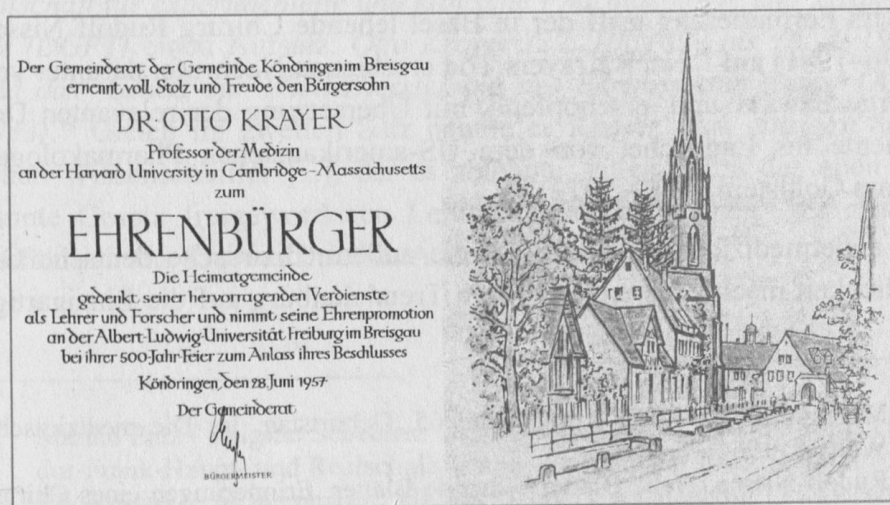 Der Gemeinderat der Gemeinde Köndringen im Breisgau
ernennt voll Stolz und Freude den Bürgersohn
DR. OTTO KRAYER
Professor der Medizin
an der Harvard University in Cambridge-Massachusetts
zum
EHRENBÜRGER
Die Heimatgemeinde
gedenkt seiner hervorragenden Verdienste
als Lehrer und Forscher und nimmt seine Ehrenpromotion
an der Albert-Ludwig-Universität Freiburg im Breisgau
bei ihrer 500-Jahr-Feier zum Anlass ihres Beschlusses
Köndringen, den 28. Juni 1957
Der Gemeinderat
BÜRGERMEISTER